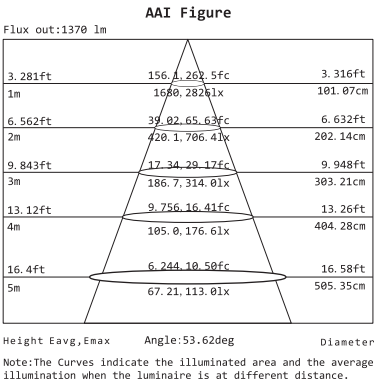 AAI Figure
Flux out:1370 lm
3.281ft 156.1,262.5fc 3.316ft
1m 1680,2826lx 101.07cm
6.562ft 39.02,65.63fc 6.632ft
2m 420.1,706.4lx 202.14cm
9.843ft 17.34,29.17fc 9.948ft
3m 186.7,314.0lx 303.21cm
13.12ft 9.756,16.41fc 13.26ft
4m 105.0,176.6lx 404.28cm
16.4ft 6.244,10.50fc 16.58ft
5m 67.21,113.0lx 505.35cm
Height Eavg,Emax Angle:53.62deg Diameter
Note:The Curves indicate the illuminated area and the average
illumination when the luminaire is at different distance.